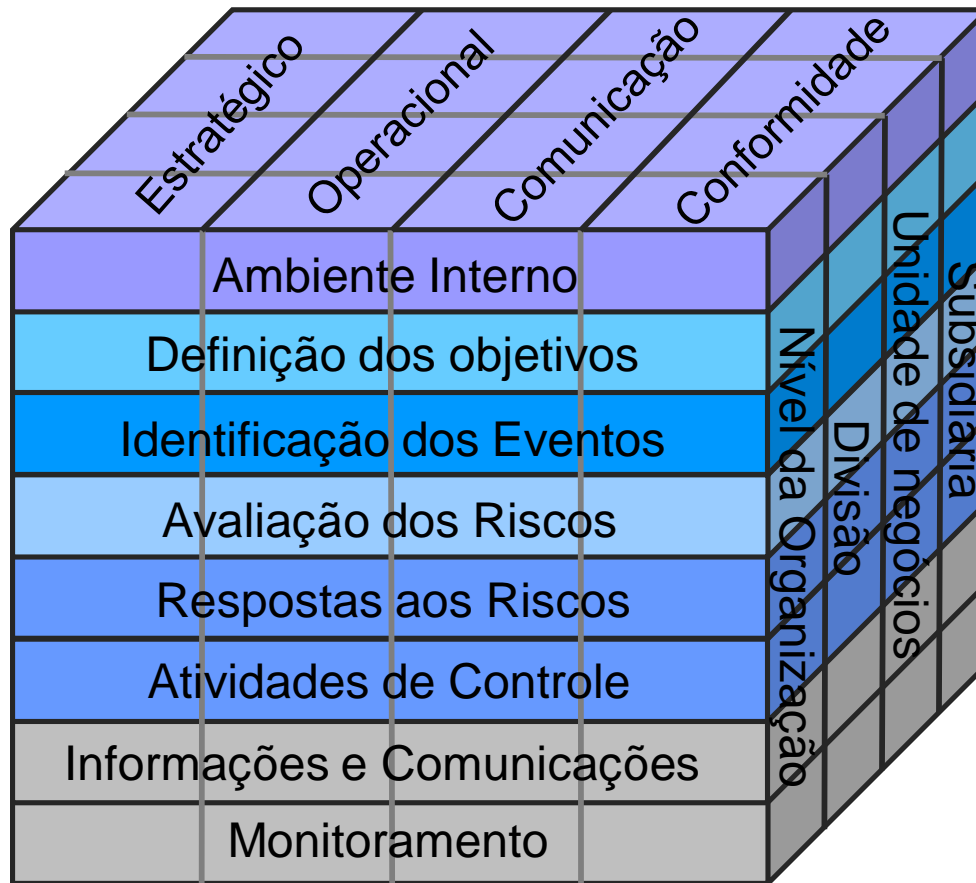 Estratégico
Operacional
Comunicação
Conformidade
Ambiente Interno
Definição dos objetivos
Identificação dos Eventos
Avaliação dos Riscos
Respostas aos Riscos
Atividades de Controle
Informações e Comunicações
Monitoramento
Nível da Organização
Divisão
Unidade de negócios
Subsidiária